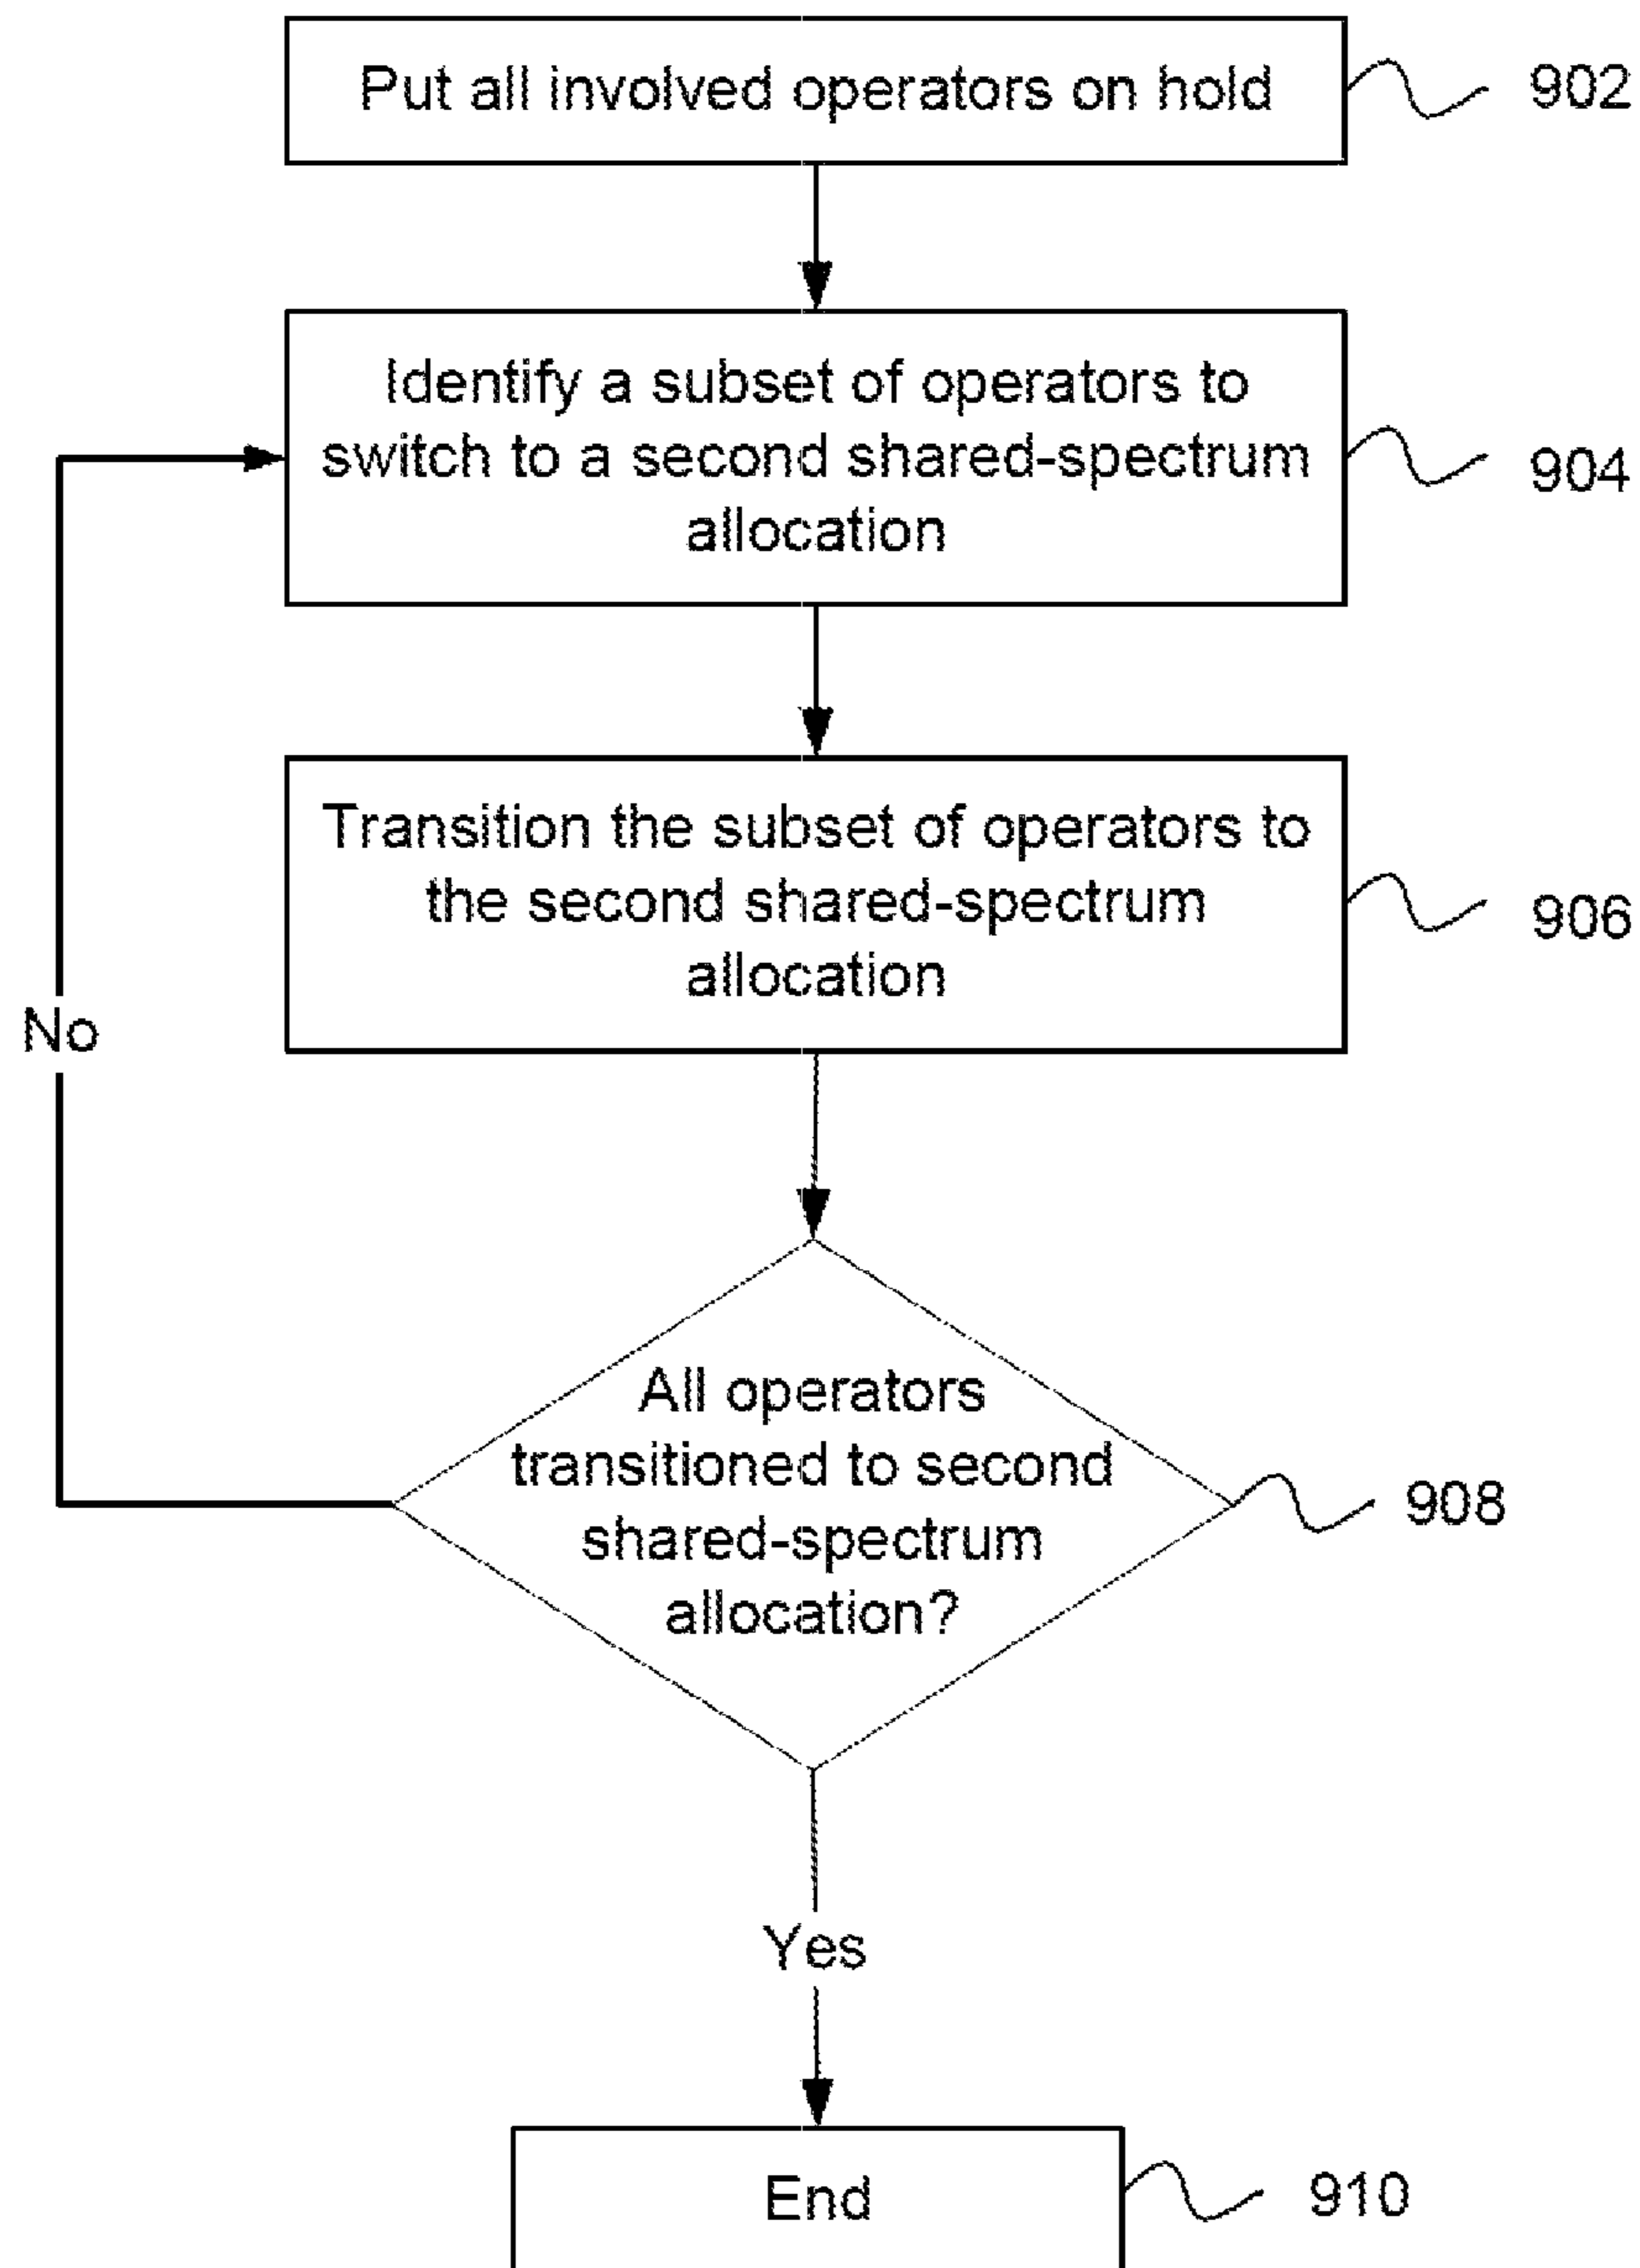 Put all involved operators on hold
902
Identify a subset of operators to
switch to a second shared-spectrum
allocation
904
Transition the subset of operators to
the second shared-spectrum
allocation
906
No
All operators
transitioned to second
shared-spectrum
allocation?
908
Yes
End
910